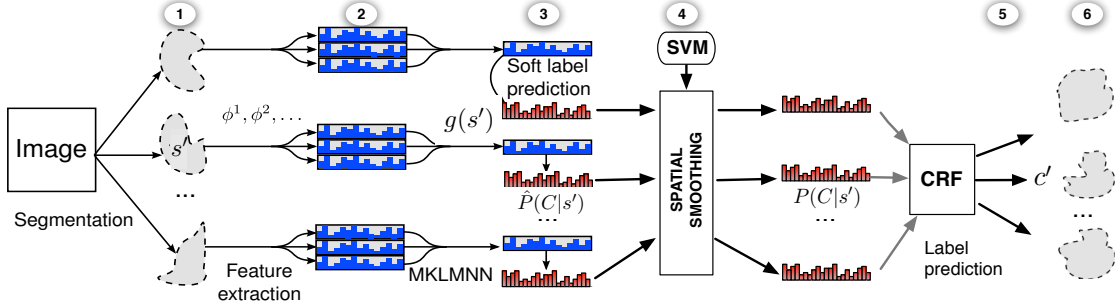 1
2
3
4
5
6
SVM
Soft label
prediction
ϕ¹, ϕ², . . .
g(s′)
Image
s′
SPATIAL
SMOOTHING
CRF
c′
P̂(C|s′)
P(C|s′)
...
...
...
...
Segmentation
Feature
extraction
MKLMNN
Label
prediction